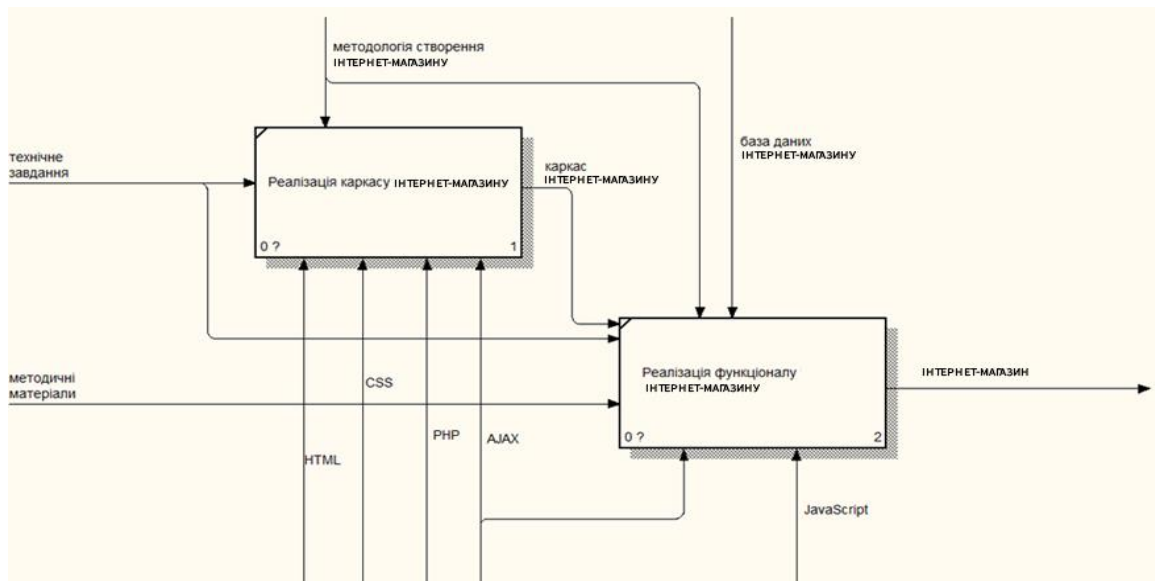 методологія створення
ІНТЕРНЕТ-МАГАЗИНУ
база даних
ІНТЕРНЕТ-МАГАЗИНУ
технічне
завдання
Реалізація каркасу ІНТЕРНЕТ-МАГАЗИНУ
0 ?
1
каркас
ІНТЕРНЕТ-МАГАЗИНУ
методичні
матеріали
Реалізація функціоналу
ІНТЕРНЕТ-МАГАЗИНУ
0 ?
2
ІНТЕРНЕТ-МАГАЗИН
CSS
PHP
AJAX
HTML
JavaScript